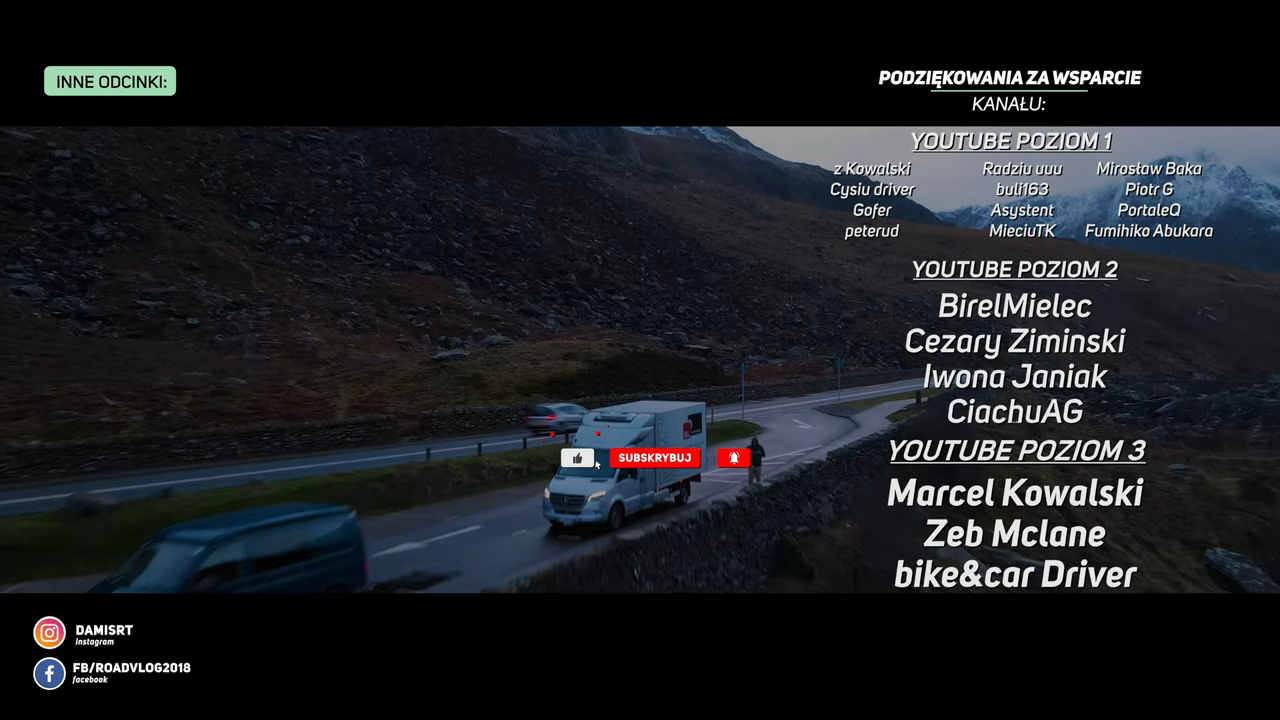 INNE ODCINKI:
PODZIĘKOWANIA ZA WSPARCIE
KANAŁU:
YOUTUBE POZIOM 1
z Kowalski Radziu uuu Mirosław Baka
Cysiu driver buli163 Piotr G
Gofer Asystent PortaleQ
peterud MieciuTK Fumihiko Abukara
YOUTUBE POZIOM 2
BirelMielec
Cezary Ziminski
Iwona Janiak
CiachuAG
YOUTUBE POZIOM 3
Marcel Kowalski
Zeb Mclane
bike&car Driver
SUBSKRYBUJ
DAMISRT
instagram
FB/ROADVLOG2018
facebook